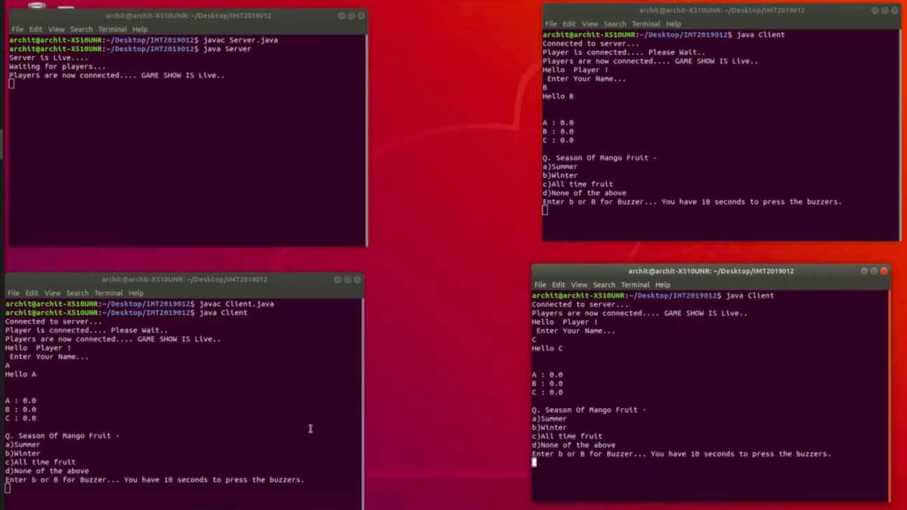 archit@archit-X510UNR: ~/Desktop/IMT2019012
File Edit View Search Terminal Help
archit@archit-X510UNR:~/Desktop/IMT2019012$ javac Server.java
archit@archit-X510UNR:~/Desktop/IMT2019012$ java Server
Server is Live....
Waiting for players...
Players are now connected.... GAME SHOW IS Live..
archit@archit-X510UNR: ~/Desktop/IMT2019012
File Edit View Search Terminal Help
archit@archit-X510UNR:~/Desktop/IMT2019012$ java Client
Connected to server...
Player is connected.... Please Wait..
Players are now connected.... GAME SHOW IS Live..
Hello Player !
Enter Your Name...
B
Hello B
A : 0.0
B : 0.0
C : 0.0
Q. Season Of Mango Fruit -
a)Summer
b)Winter
c)All time fruit
d)None of the above
Enter b or B for Buzzer... You have 10 seconds to press the buzzers.
archit@archit-X510UNR: ~/Desktop/IMT2019012
File Edit View Search Terminal Help
archit@archit-X510UNR:~/Desktop/IMT2019012$ javac Client.java
archit@archit-X510UNR:~/Desktop/IMT2019012$ java Client
Connected to server...
Player is connected.... Please Wait..
Players are now connected.... GAME SHOW IS Live..
Hello Player !
Enter Your Name...
A
Hello A
A : 0.0
B : 0.0
C : 0.0
Q. Season Of Mango Fruit -
a)Summer
b)Winter
c)All time fruit
d)None of the above
Enter b or B for Buzzer... You have 10 seconds to press the buzzers.
archit@archit-X510UNR: ~/Desktop/IMT2019012
File Edit View Search Terminal Help
archit@archit-X510UNR:~/Desktop/IMT2019012$ java Client
Connected to server...
Players are now connected.... GAME SHOW IS Live..
Hello Player !
Enter Your Name...
C
Hello C
A : 0.0
B : 0.0
C : 0.0
Q. Season Of Mango Fruit -
a)Summer
b)Winter
c)All time fruit
d)None of the above
Enter b or B for Buzzer... You have 10 seconds to press the buzzers.